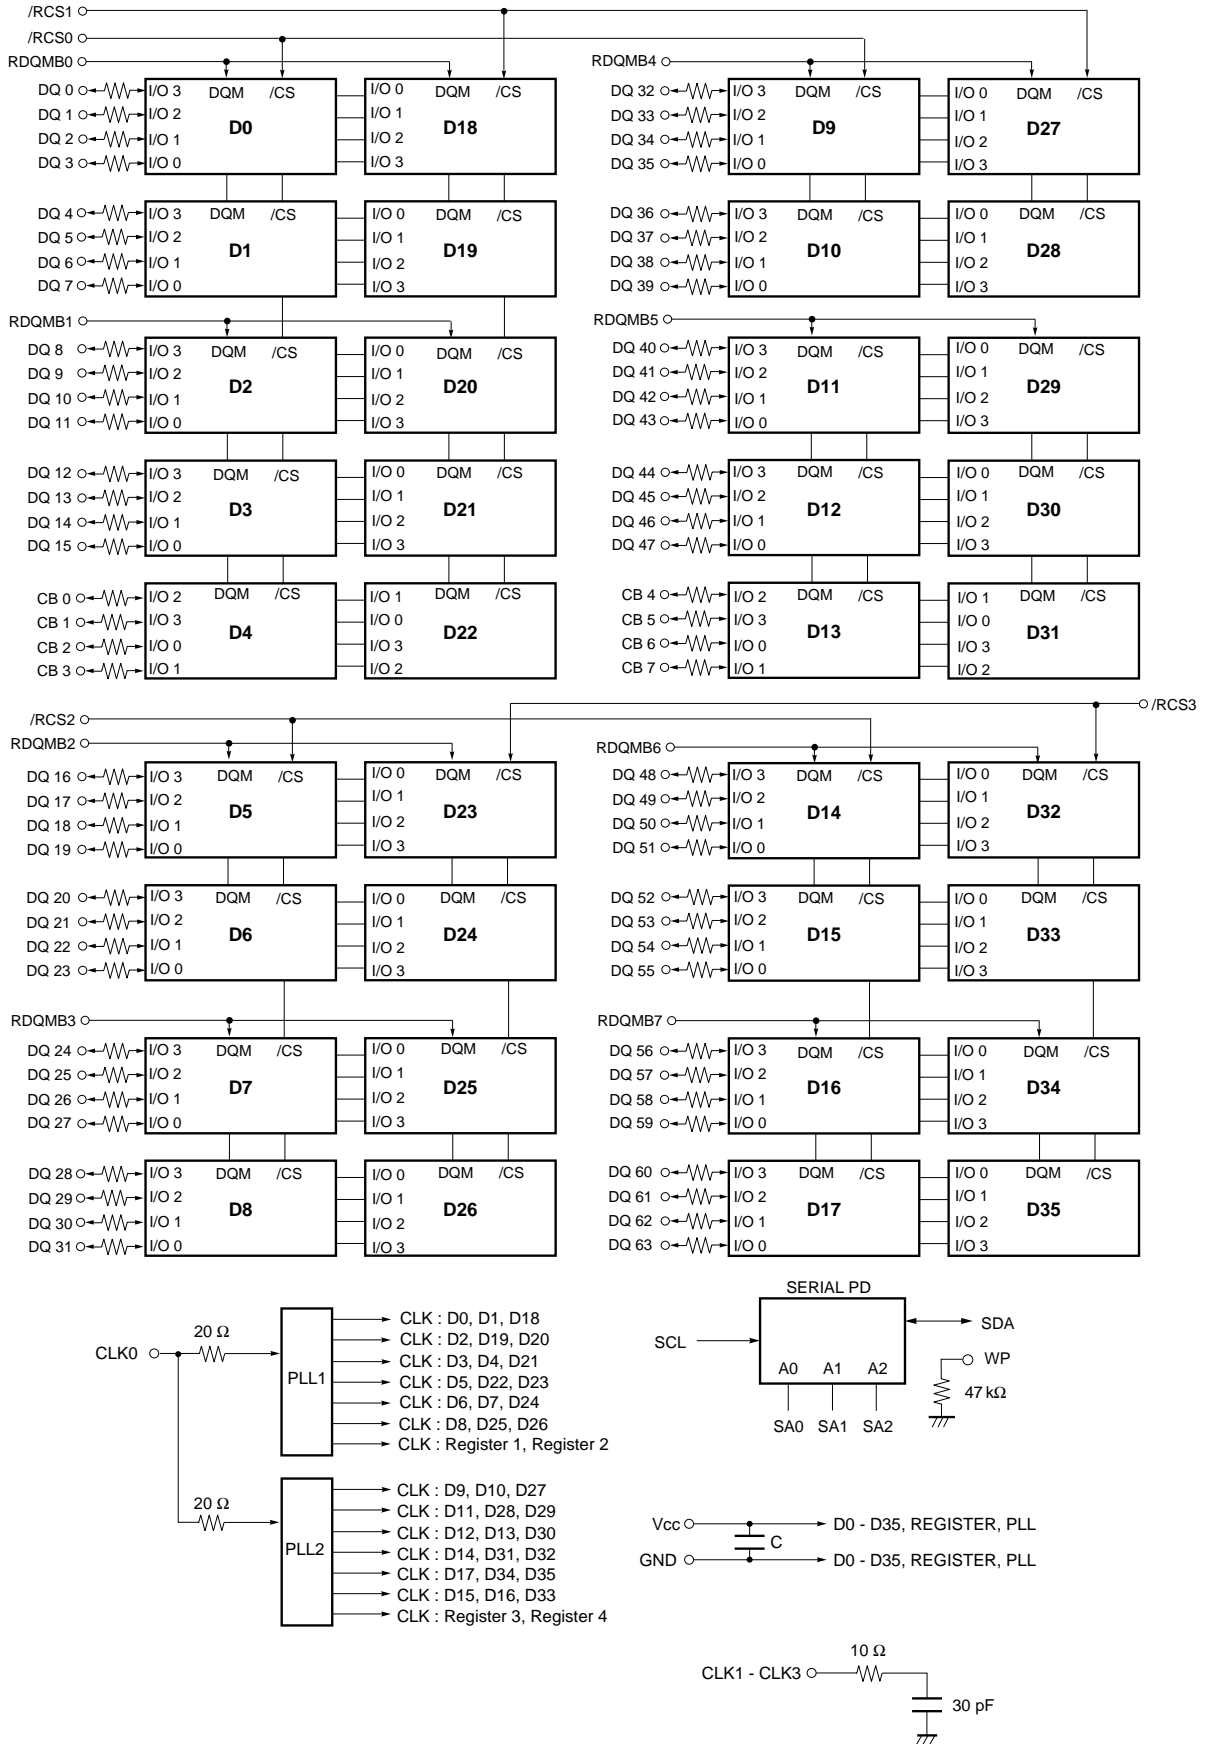 /RCS1
/RCS0
RDQMB0 RDQMB4
DQ 0 I/O 3 DQM /CS I/O 0 DQM /CS DQ 32 I/O 3 DQM /CS I/O 0 DQM /CS
DQ 1 I/O 2 D0 I/O 1 D18 DQ 33 I/O 2 D9 I/O 1 D27
DQ 2 I/O 1 I/O 2 DQ 34 I/O 1 I/O 2
DQ 3 I/O 0 I/O 3 DQ 35 I/O 0 I/O 3
DQ 4 I/O 3 DQM /CS I/O 0 DQM /CS DQ 36 I/O 3 DQM /CS I/O 0 DQM /CS
DQ 5 I/O 2 D1 I/O 1 D19 DQ 37 I/O 2 D10 I/O 1 D28
DQ 6 I/O 1 I/O 2 DQ 38 I/O 1 I/O 2
DQ 7 I/O 0 I/O 3 DQ 39 I/O 0 I/O 3
RDQMB1 RDQMB5
DQ 8 I/O 3 DQM /CS I/O 0 DQM /CS DQ 40 I/O 3 DQM /CS I/O 0 DQM /CS
DQ 9 I/O 2 D2 I/O 1 D20 DQ 41 I/O 2 D11 I/O 1 D29
DQ 10 I/O 1 I/O 2 DQ 42 I/O 1 I/O 2
DQ 11 I/O 0 I/O 3 DQ 43 I/O 0 I/O 3
DQ 12 I/O 3 DQM /CS I/O 0 DQM /CS DQ 44 I/O 3 DQM /CS I/O 0 DQM /CS
DQ 13 I/O 2 D3 I/O 1 D21 DQ 45 I/O 2 D12 I/O 1 D30
DQ 14 I/O 1 I/O 2 DQ 46 I/O 1 I/O 2
DQ 15 I/O 0 I/O 3 DQ 47 I/O 0 I/O 3
CB 0 I/O 2 DQM /CS I/O 1 DQM /CS CB 4 I/O 2 DQM /CS I/O 1 DQM /CS
CB 1 I/O 3 D4 I/O 0 D22 CB 5 I/O 3 D13 I/O 0 D31
CB 2 I/O 0 I/O 3 CB 6 I/O 0 I/O 3
CB 3 I/O 1 I/O 2 CB 7 I/O 1 I/O 2
/RCS2 /RCS3
RDQMB2 RDQMB6
DQ 16 I/O 3 DQM /CS I/O 0 DQM /CS DQ 48 I/O 3 DQM /CS I/O 0 DQM /CS
DQ 17 I/O 2 D5 I/O 1 D23 DQ 49 I/O 2 D14 I/O 1 D32
DQ 18 I/O 1 I/O 2 DQ 50 I/O 1 I/O 2
DQ 19 I/O 0 I/O 3 DQ 51 I/O 0 I/O 3
DQ 20 I/O 3 DQM /CS I/O 0 DQM /CS DQ 52 I/O 3 DQM /CS I/O 0 DQM /CS
DQ 21 I/O 2 D6 I/O 1 D24 DQ 53 I/O 2 D15 I/O 1 D33
DQ 22 I/O 1 I/O 2 DQ 54 I/O 1 I/O 2
DQ 23 I/O 0 I/O 3 DQ 55 I/O 0 I/O 3
RDQMB3 RDQMB7
DQ 24 I/O 3 DQM /CS I/O 0 DQM /CS DQ 56 I/O 3 DQM /CS I/O 0 DQM /CS
DQ 25 I/O 2 D7 I/O 1 D25 DQ 57 I/O 2 D16 I/O 1 D34
DQ 26 I/O 1 I/O 2 DQ 58 I/O 1 I/O 2
DQ 27 I/O 0 I/O 3 DQ 59 I/O 0 I/O 3
DQ 28 I/O 3 DQM /CS I/O 0 DQM /CS DQ 60 I/O 3 DQM /CS I/O 0 DQM /CS
DQ 29 I/O 2 D8 I/O 1 D26 DQ 61 I/O 2 D17 I/O 1 D35
DQ 30 I/O 1 I/O 2 DQ 62 I/O 1 I/O 2
DQ 31 I/O 0 I/O 3 DQ 63 I/O 0 I/O 3
CLK0
20 Ω
PLL1
CLK : D0, D1, D18
CLK : D2, D19, D20
CLK : D3, D4, D21
CLK : D5, D22, D23
CLK : D6, D7, D24
CLK : D8, D25, D26
CLK : Register 1, Register 2
20 Ω
PLL2
CLK : D9, D10, D27
CLK : D11, D28, D29
CLK : D12, D13, D30
CLK : D14, D31, D32
CLK : D17, D34, D35
CLK : D15, D16, D33
CLK : Register 3, Register 4
SERIAL PD
SCL SDA
A0 A1 A2
SA0 SA1 SA2
WP
47 kΩ
Vcc D0 - D35, REGISTER, PLL
C
GND D0 - D35, REGISTER, PLL
10 Ω
CLK1 - CLK3
30 pF